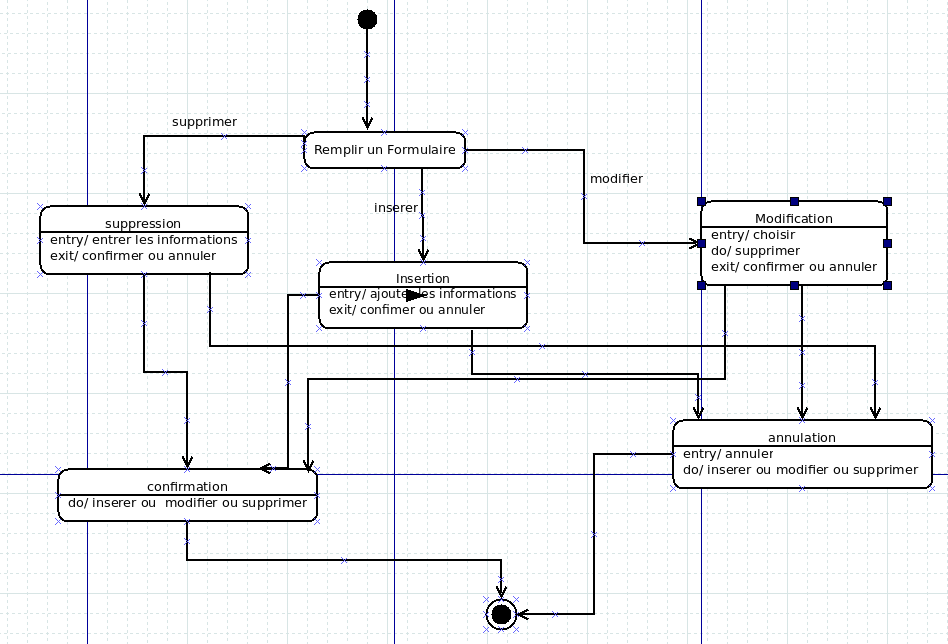 supprimer
Remplir un Formulaire
modifier
inserer
suppression
entry/ entrer les informations
exit/ confirmer ou annuler
Modification
entry/ choisir
do/ supprimer
exit/ confirmer ou annuler
Insertion
entry/ ajouter les informations
exit/ confimer ou annuler
annulation
entry/ annuler
do/ inserer ou modifier ou supprimer
confirmation
do/ inserer ou  modifier ou supprimer